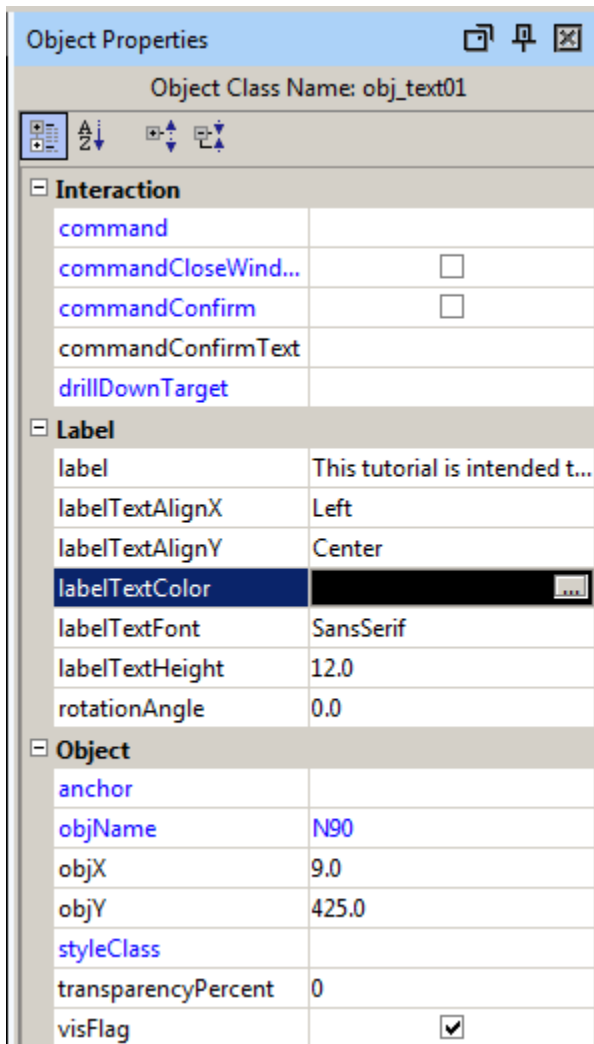 Object Properties
Object Class Name: obj_text01
Interaction
command
commandCloseWind...
commandConfirm
commandConfirmText
drillDownTarget
Label
label This tutorial is intended t...
labelTextAlignX Left
labelTextAlignY Center
labelTextColor ...
labelTextFont SansSerif
labelTextHeight 12.0
rotationAngle 0.0
Object
anchor
objName N90
objX 9.0
objY 425.0
styleClass
transparencyPercent 0
visFlag